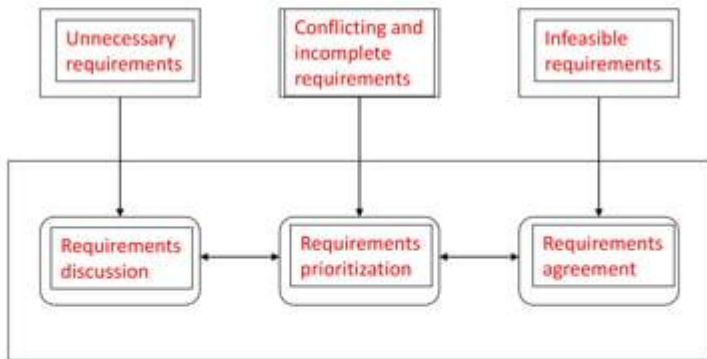 Unnecessary
requirements
Conflicting and
incomplete
requirements
Infeasible
requirements
Requirements
discussion
Requirements
prioritization
Requirements
agreement